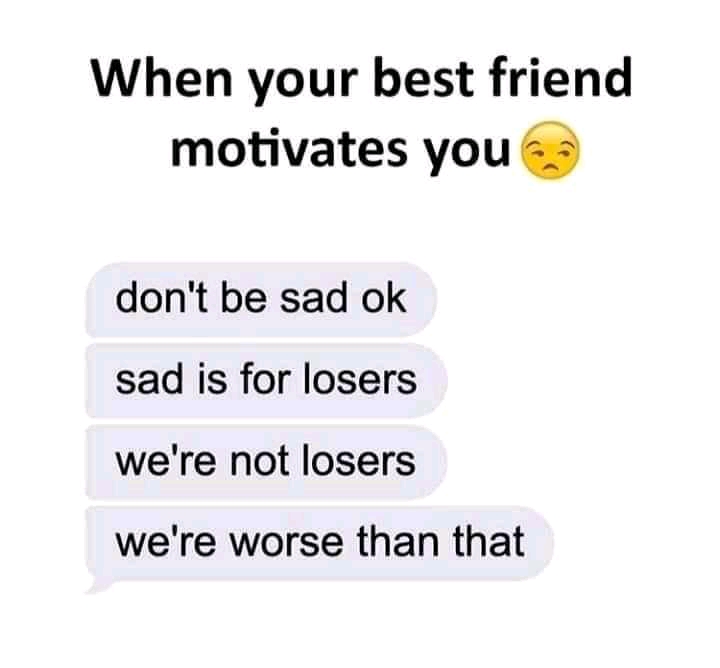 When your best friend
motivates you😒
don't be sad ok
sad is for losers
we're not losers
we're worse than that